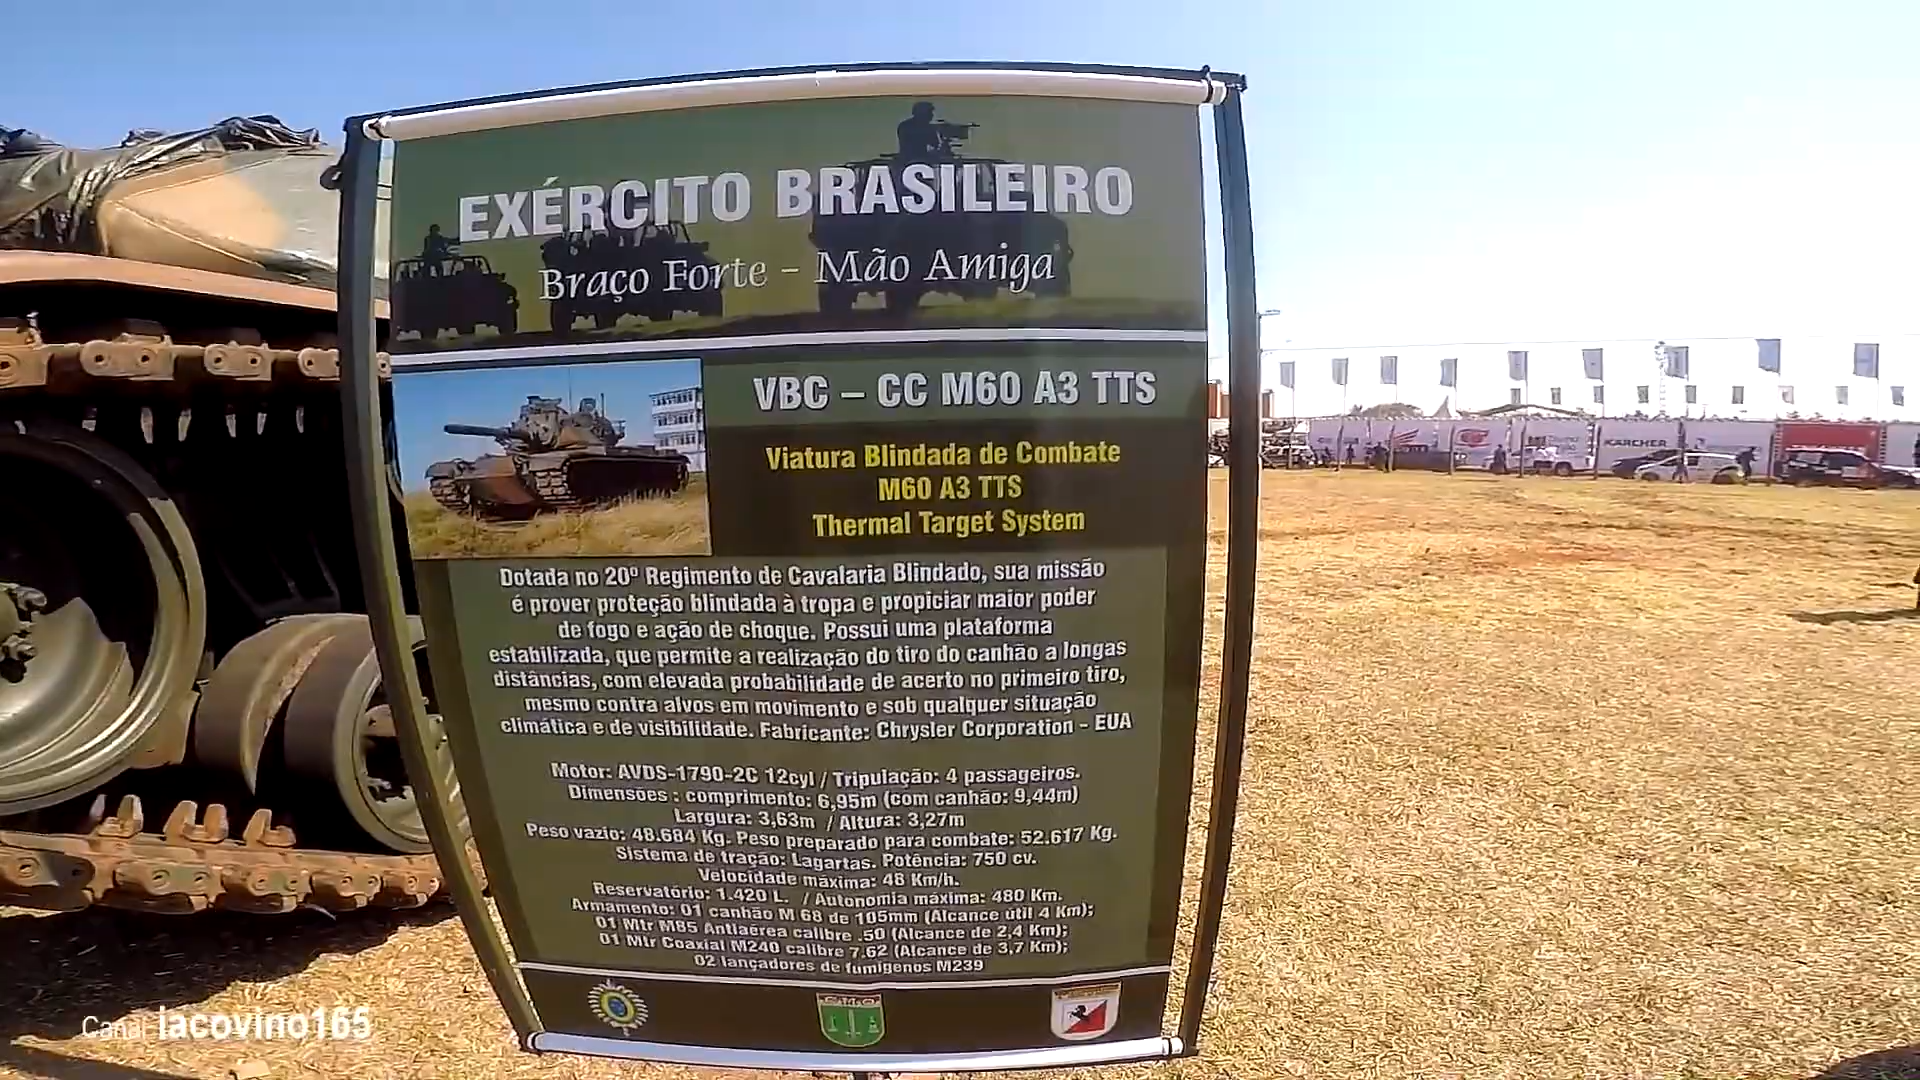 EXÉRCITO BRASILEIRO
Braço Forte - Mão Amiga
VBC – CC M60 A3 TTS
Viatura Blindada de Combate
M60 A3 TTS
Thermal Target System
Dotada no 20º Regimento de Cavalaria Blindado, sua missão
é prover proteção blindada à tropa e propiciar maior poder
de fogo e ação de choque. Possui uma plataforma
estabilizada, que permite a realização do tiro do canhão a longas
distâncias, com elevada probabilidade de acerto no primeiro tiro,
mesmo contra alvos em movimento e sob qualquer situação
climática e de visibilidade. Fabricante: Chrysler Corporation - EUA
Motor: AVDS-1790-2C 12cyl / Tripulação: 4 passageiros.
Dimensões : comprimento: 6,95m (com canhão: 9,44m)
Largura: 3,63m / Altura: 3,27m
Peso vazio: 48.684 Kg. Peso preparado para combate: 52.617 Kg.
Sistema de tração: Lagartas. Potência: 750 cv.
Velocidade máxima: 48 Km/h.
Reservatório: 1.420 L. / Autonomia máxima: 480 Km.
Armamento: 01 canhão M 68 de 105mm (Alcance útil 4 Km);
01 Mtr M85 Antiaérea calibre .50 (Alcance de 2,4 Km);
01 Mtr Coaxial M240 calibre 7.62 (Alcance de 3,7 Km);
02 lançadores de fumígenos M239
KÄRCHER
Canal iacovino165